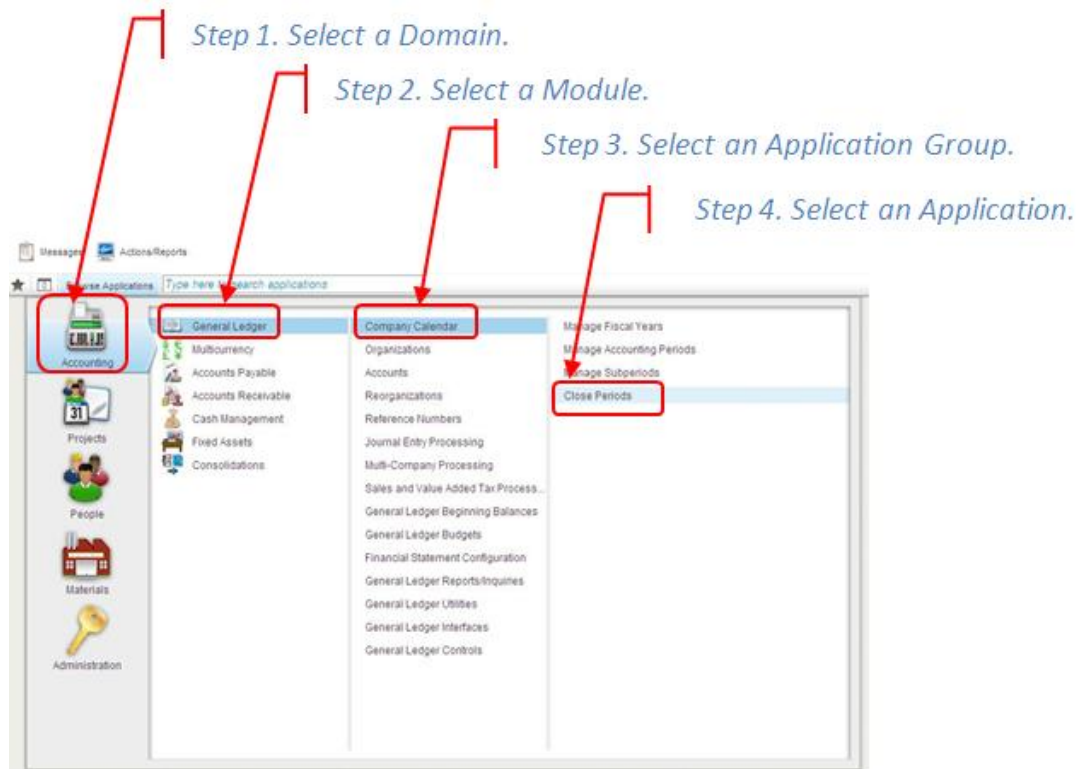 Step 1. Select a Domain.
Step 2. Select a Module.
Step 3. Select an Application Group.
Step 4. Select an Application.
Messages Actions/Reports
Browse Applications Type here to search applications
Accounting
Projects
People
Materials
Administration
General Ledger
Multicurrency
Accounts Payable
Accounts Receivable
Cash Management
Fixed Assets
Consolidations
Company Calendar
Organizations
Accounts
Reorganizations
Reference Numbers
Journal Entry Processing
Multi-Company Processing
Sales and Value Added Tax Process...
General Ledger Beginning Balances
General Ledger Budgets
Financial Statement Configuration
General Ledger Reports/Inquiries
General Ledger Utilities
General Ledger Interfaces
General Ledger Controls
Manage Fiscal Years
Manage Accounting Periods
Manage Subperiods
Close Periods